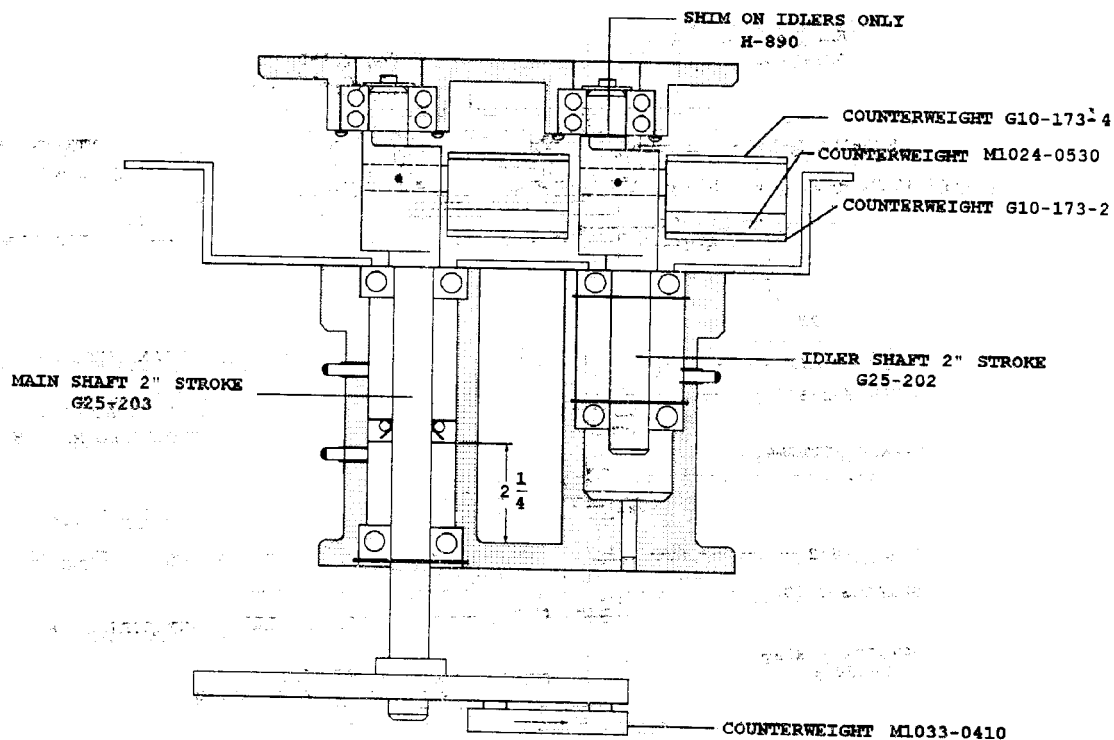 SHIM ON IDLERS ONLY
H-890
COUNTERWEIGHT G10-173-4
COUNTERWEIGHT M1024-0530
COUNTERWEIGHT G10-173-2
MAIN SHAFT 2" STROKE
G25-203
IDLER SHAFT 2" STROKE
G25-202
2 1/4
COUNTERWEIGHT M1033-0410